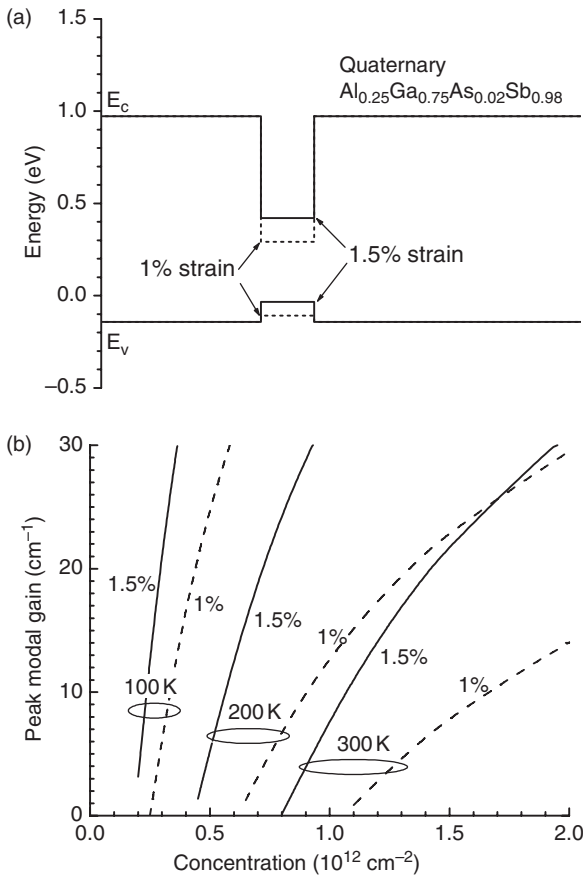 (a)
1.5
1.0
0.5
0.0
−0.5
Energy (eV)
E_c
E_v
Quaternary
Al₀.₂₅Ga₀.₇₅As₀.₀₂Sb₀.₉₈
1% strain
1.5% strain
(b)
30
20
10
0
Peak modal gain (cm⁻¹)
1.5%
1%
1.5%
1%
1.5%
1%
100 K
200 K
300 K
0.0 0.5 1.0 1.5 2.0
Concentration (10¹² cm⁻²)